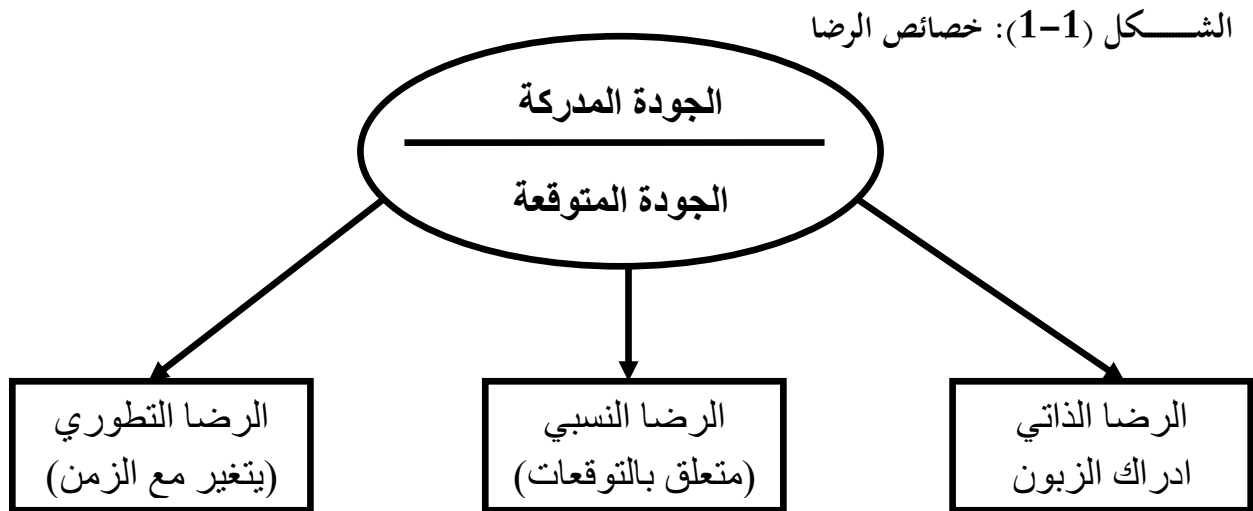 الشــــكل (1-1): خصائص الرضا
الجودة المدركة
الجودة المتوقعة
الرضا الذاتي
ادراك الزبون
الرضا النسبي
(متعلق بالتوقعات)
الرضا التطوري
(يتغير مع الزمن)